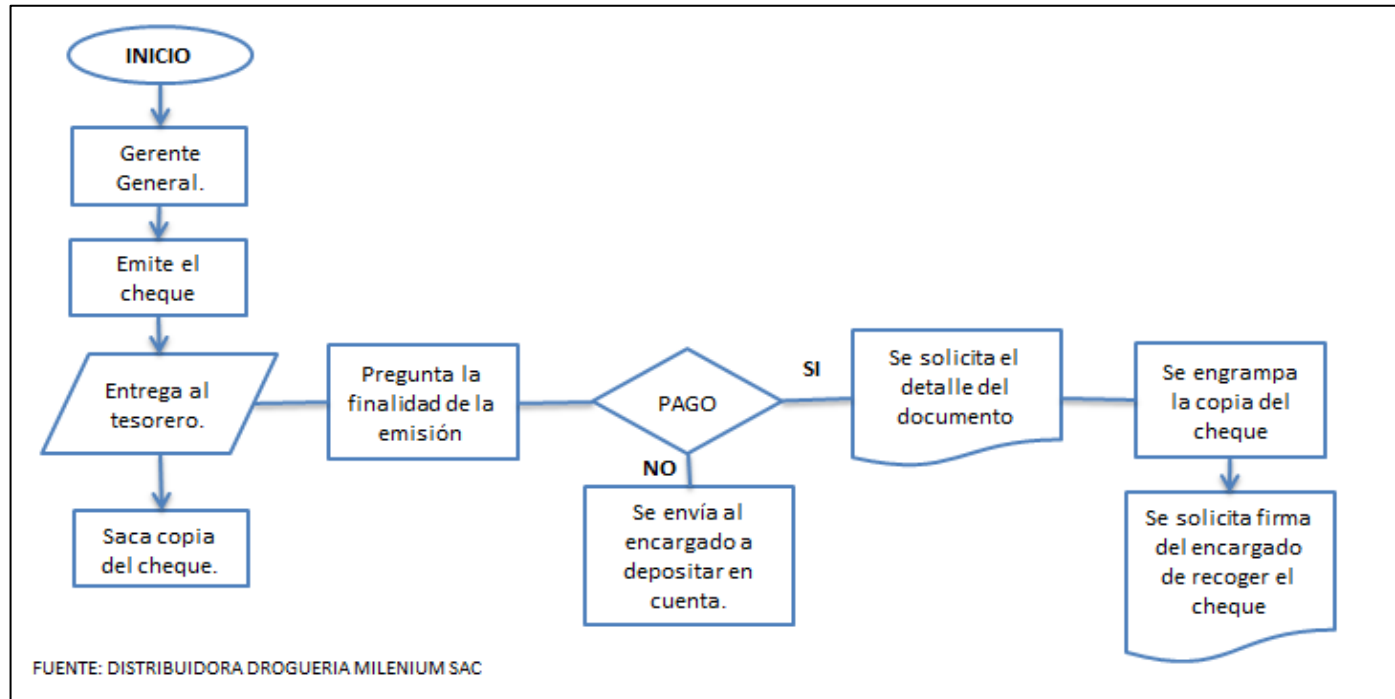 INICIO
Gerente
General.
Emite el
cheque
Entrega al
tesorero.
Saca copia
del cheque.
Pregunta la
finalidad de la
emisión
PAGO
SI
NO
Se envía al
encargado a
depositar en
cuenta.
Se solicita el
detalle del
documento
Se engrampa
la copia del
cheque
Se solicita firma
del encargado
de recoger el
cheque
FUENTE: DISTRIBUIDORA DROGUERIA MILENIUM SAC